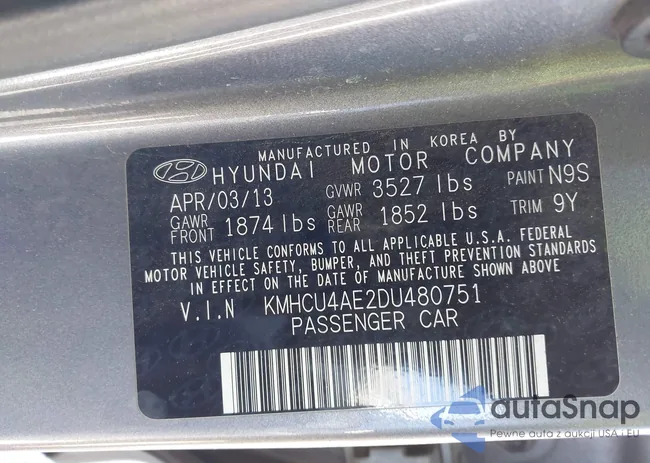 MANUFACTURED IN KOREA BY
HYUNDAI MOTOR COMPANY
APR/03/13 GVWR 3527 lbs PAINT N9S
GAWR FRONT 1874 lbs GAWR REAR 1852 lbs TRIM 9Y
THIS VEHICLE CONFORMS TO ALL APPLICABLE U.S.A. FEDERAL
MOTOR VEHICLE SAFETY, BUMPER, AND THEFT PREVENTION STANDARDS
IN EFFECT ON THE DATE OF MANUFACTURE SHOWN ABOVE
V.I.N KMHCU4AE2DU480751
PASSENGER CAR
autaSnap
Pewne auta z aukcji USA i EU